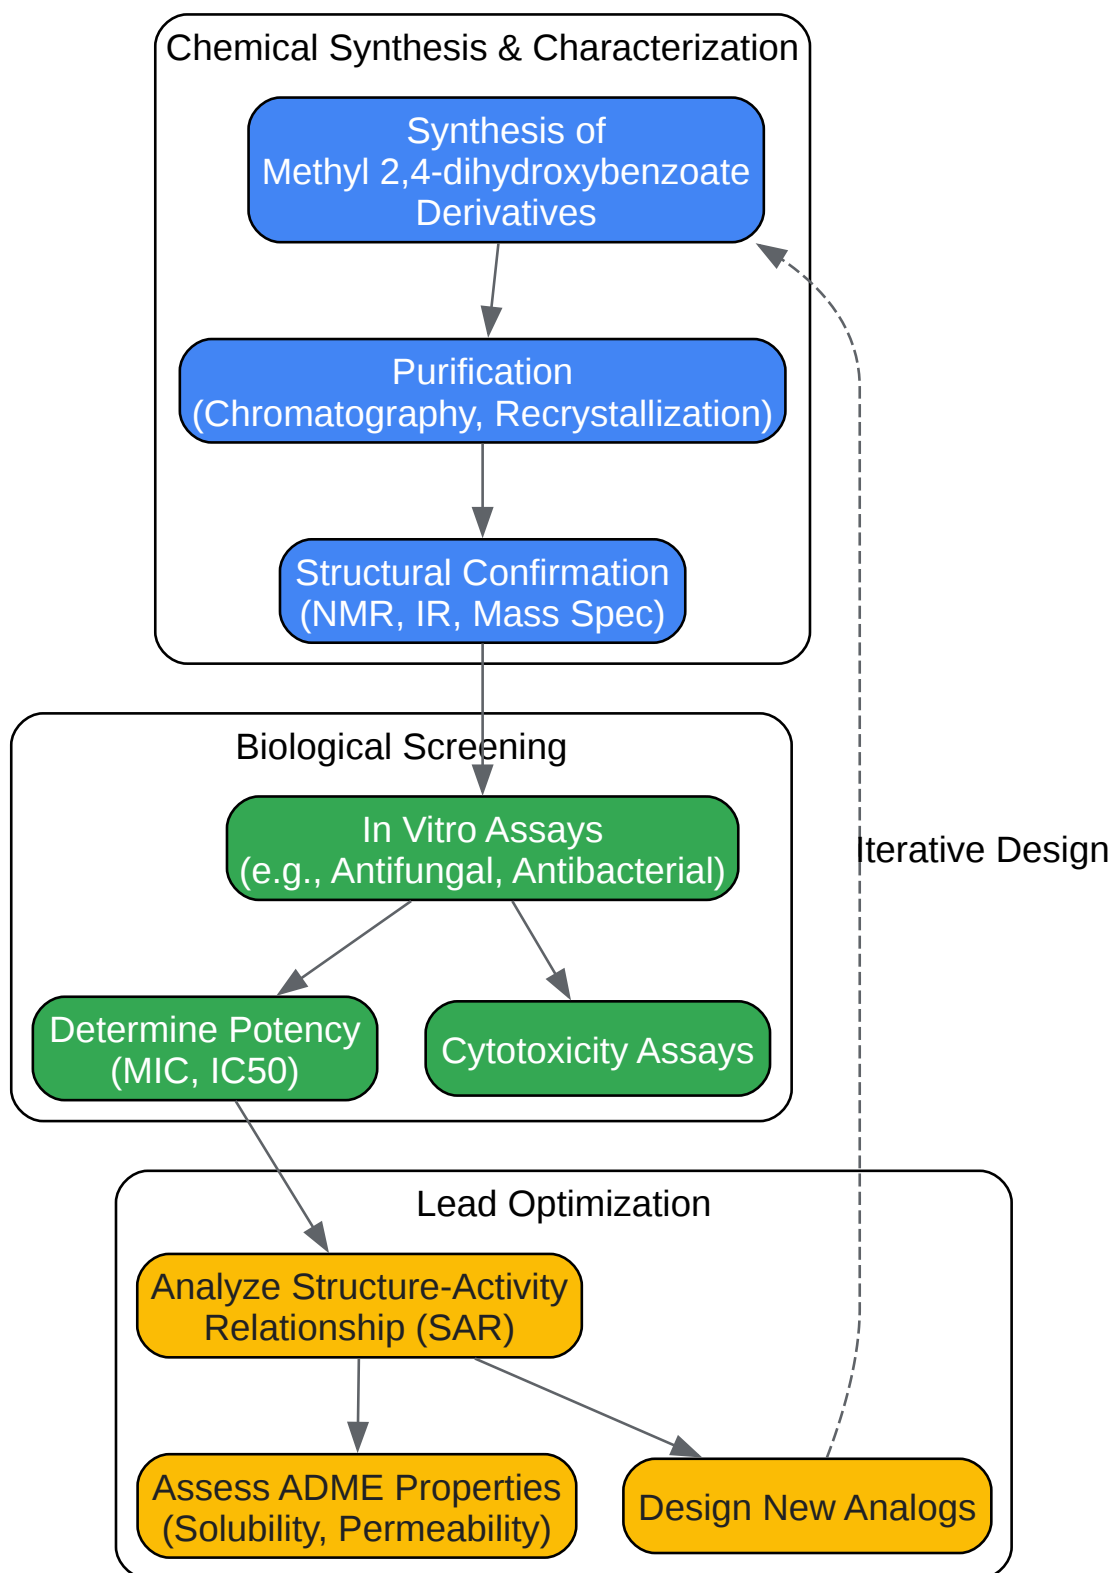 Chemical Synthesis & Characterization
Synthesis of
Methyl 2,4-dihydroxybenzoate
Derivatives
Purification
(Chromatography, Recrystallization)
Structural Confirmation
(NMR, IR, Mass Spec)
Biological Screening
In Vitro Assays
(e.g., Antifungal, Antibacterial)
Iterative Design
Determine Potency
(MIC, IC50)
Cytotoxicity Assays
Lead Optimization
Analyze Structure-Activity
Relationship (SAR)
Assess ADME Properties
(Solubility, Permeability)
Design New Analogs